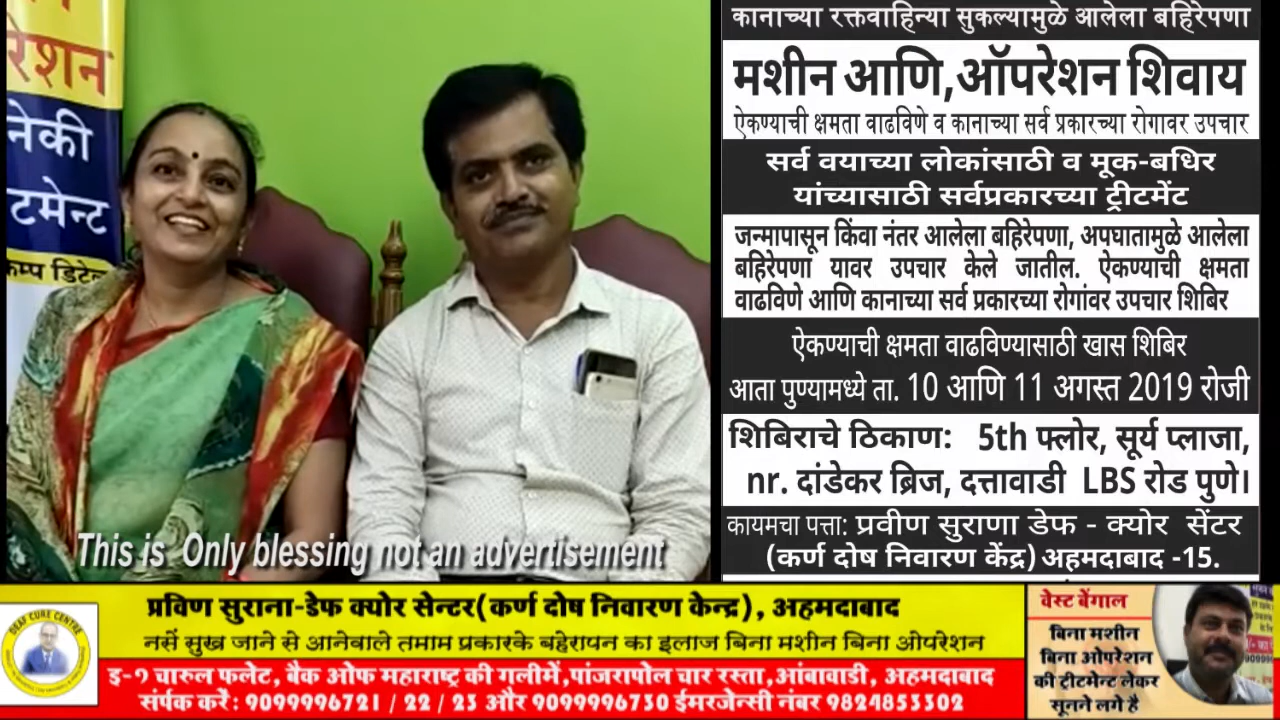 रेशन
नेकी
टमेन्ट
कम्प डिटेल
This is Only blessing not an advertisement
कानाच्या रक्तवाहिन्या सुकल्यामुळे आलेला बहिरेपणा
मशीन आणि,ऑपरेशन शिवाय
ऐकण्याची क्षमता वाढविणे व कानाच्या सर्व प्रकारच्या रोगावर उपचार
सर्व वयाच्या लोकांसाठी व मूक-बधिर
यांच्यासाठी सर्वप्रकारच्या ट्रीटमेंट
जन्मापासून किंवा नंतर आलेला बहिरेपणा, अपघातामुळे आलेला
बहिरेपणा यावर उपचार केले जातील. ऐकण्याची क्षमता
वाढविणे आणि कानाच्या सर्व प्रकारच्या रोगांवर उपचार शिबिर
ऐकण्याची क्षमता वाढविण्यासाठी खास शिबिर
आता पुण्यामध्ये ता. 10 आणि 11 अगस्त 2019 रोजी
शिबिराचे ठिकाण: 5th फ्लोर, सूर्य प्लाजा,
nr. दांडेकर ब्रिज, दत्तावाडी LBS रोड पुणे।
कायमचा पत्ता: प्रवीण सुराणा डेफ - क्योर सेंटर
(कर्ण दोष निवारण केंद्र) अहमदाबाद -15.
DEAF CURE CENTRE
प्रविण सुराना-डेफ क्योर सेन्टर(कर्ण दोष निवारण केन्द्र), अहमदाबाद
नसें सुख जाने से आनेवाले तमाम प्रकारके बहेरापन का इलाज बिना मशीन बिना ओपरेशन
इ-१ चारुल फलेट, बैंक ओफ महाराष्ट्र की गलीमें,पांजरापोल चार रस्ता,आंबावाडी, अहमदाबाद
संर्पक करें : 9099996721 / 22 / 23 और 9099996730 ईमरजेन्सी नंबर 9824853302
वेस्ट बेंगाल
बिना मशीन
बिना ओपरेशन
की ट्रीटमेन्ट लेकर
सूनने लगे है